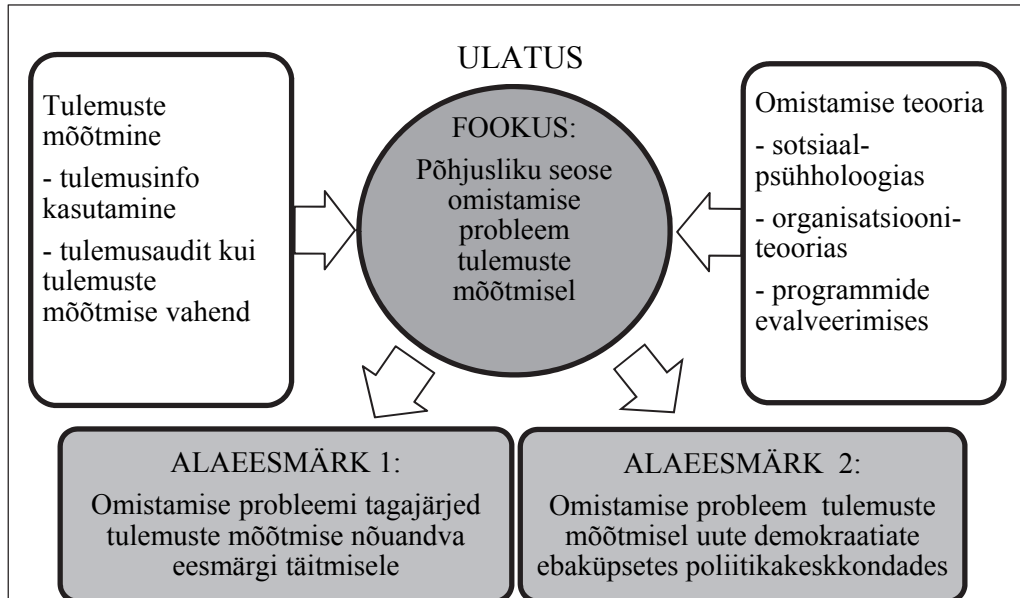 ULATUS
Tulemuste
mõõtmine
- tulemusinfo
kasutamine
- tulemusaudit kui
tulemuste
mõõtmise vahend
FOOKUS:
Põhjusliku seose
omistamise
probleem
tulemuste
mõõtmisel
Omistamise teooria
- sotsiaal-
psühholoogias
- organisatsiooni-
teoorias
- programmide
evalveerimises
ALAEESMÄRK 1:
Omistamise probleemi tagajärjed
tulemuste mõõtmise nõuandva
eesmärgi täitmisele
ALAEESMÄRK 2:
Omistamise probleem tulemuste
mõõtmisel uute demokraatiate
ebaküpsetes poliitikakeskkondades